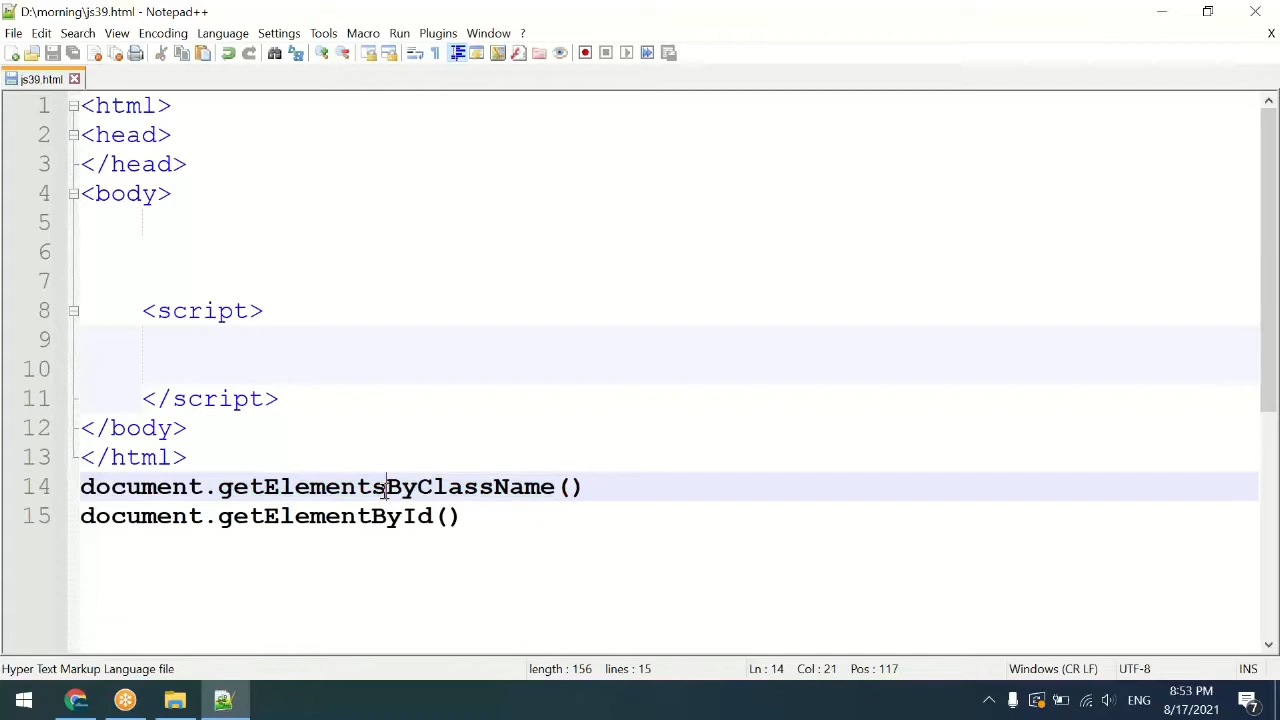 D:\morning\js39.html - Notepad++
File Edit Search View Encoding Language Settings Tools Macro Run Plugins Window ? X
js39.html
1 <html>
2 <head>
3 </head>
4 <body>
5
6
7
8 <script>
9
10
11 </script>
12 </body>
13 </html>
14 document.getElementsByClassName()
15 document.getElementById()
Hyper Text Markup Language file length : 156 lines : 15 Ln : 14 Col : 21 Pos : 117 Windows (CR LF) UTF-8 INS
ENG 8:53 PM 7
8/17/2021